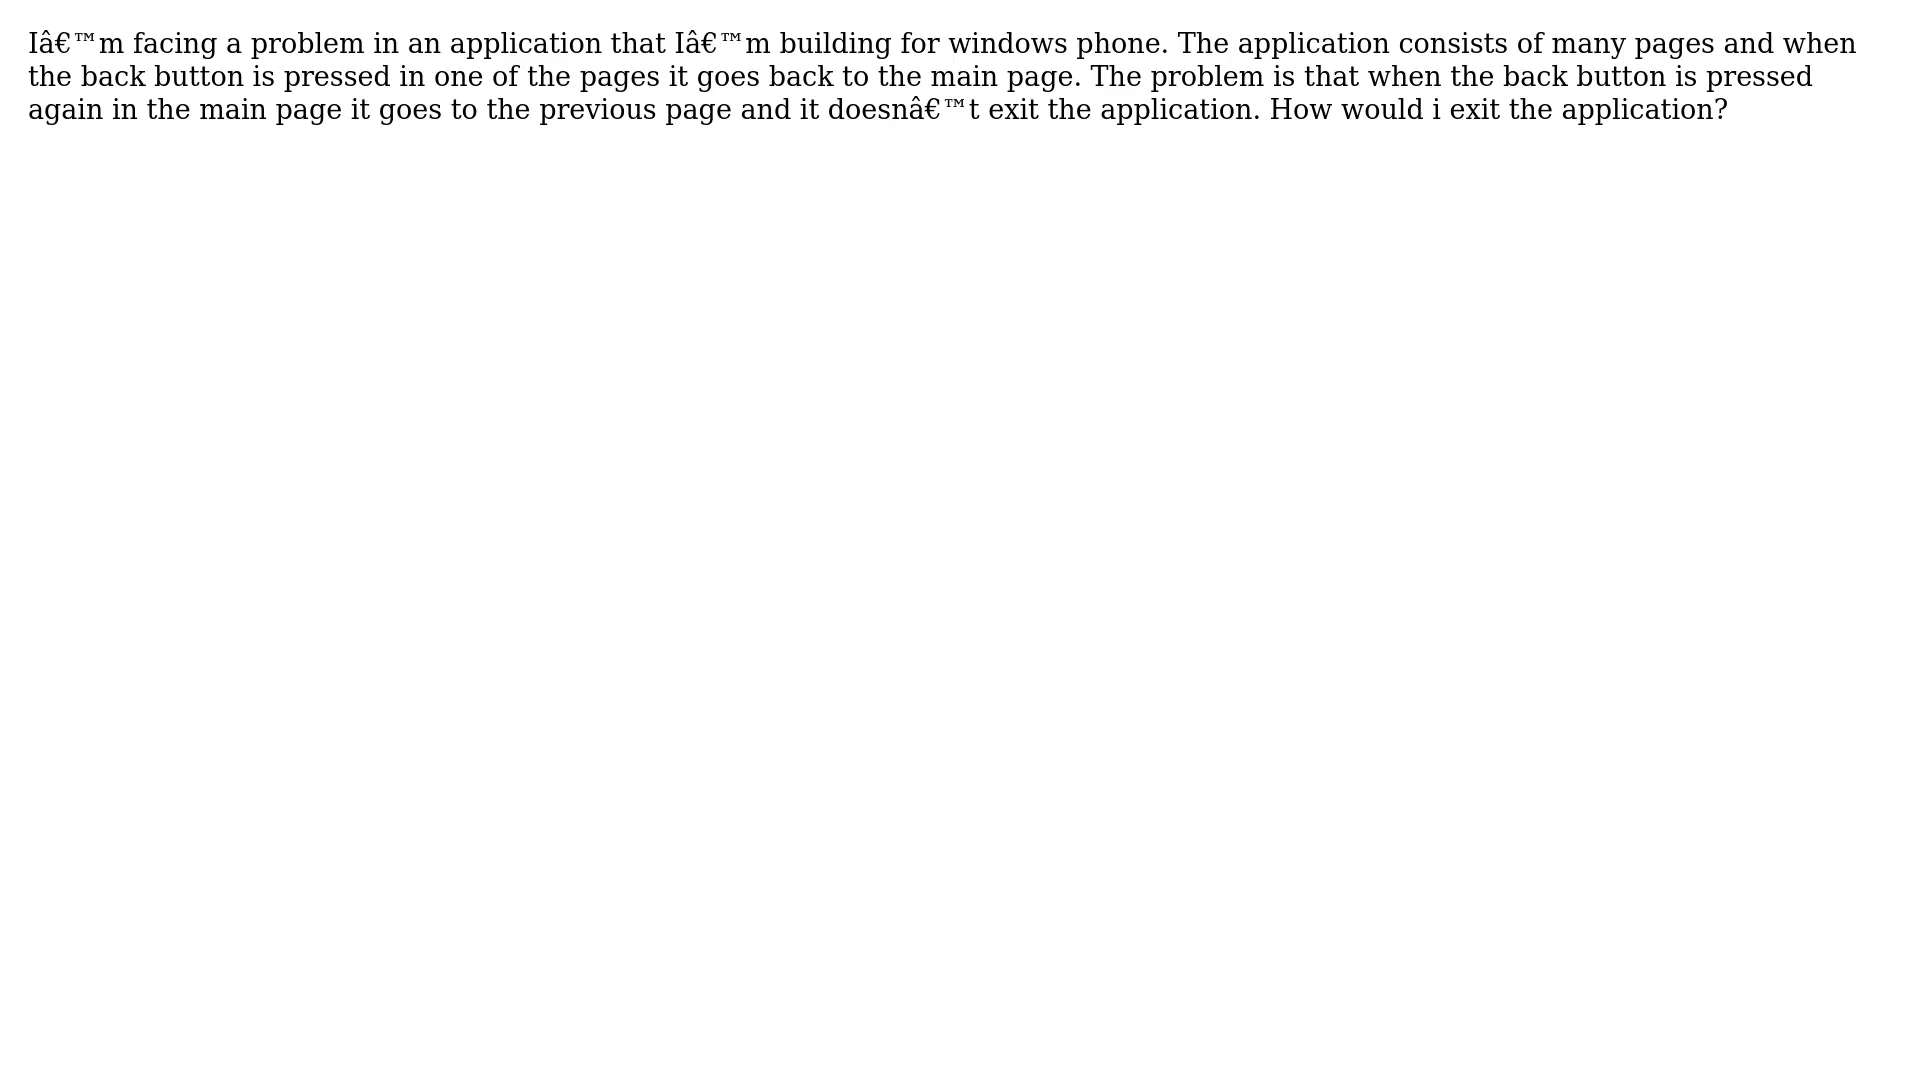 Iâ€™m facing a problem in an application that Iâ€™m building for windows phone. The application consists of many pages and when
the back button is pressed in one of the pages it goes back to the main page. The problem is that when the back button is pressed
again in the main page it goes to the previous page and it doesnâ€™t exit the application. How would i exit the application?